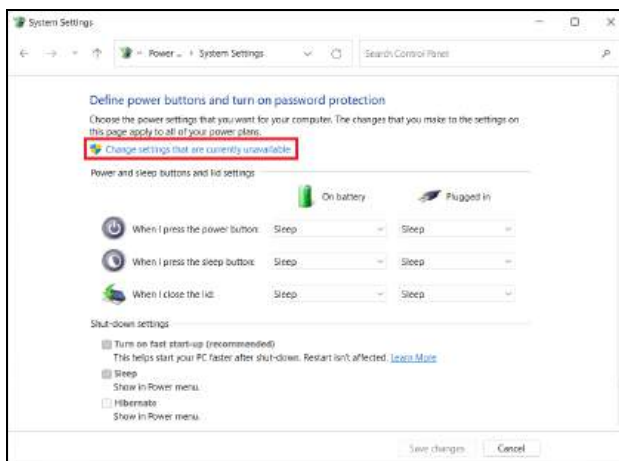 System Settings
Power ... › System Settings
Search Control Panel
Define power buttons and turn on password protection
Choose the power settings that you want for your computer. The changes that you make to the settings on
this page apply to all of your power plans.
Change settings that are currently unavailable
Power and sleep buttons and lid settings
On battery Plugged in
When I press the power button: Sleep Sleep
When I press the sleep button: Sleep Sleep
When I close the lid: Sleep Sleep
Shut-down settings
Turn on fast start-up (recommended)
This helps start your PC faster after shut-down. Restart isn't affected. Learn More
Sleep
Show in Power menu.
Hibernate
Show in Power menu.
Save changes Cancel